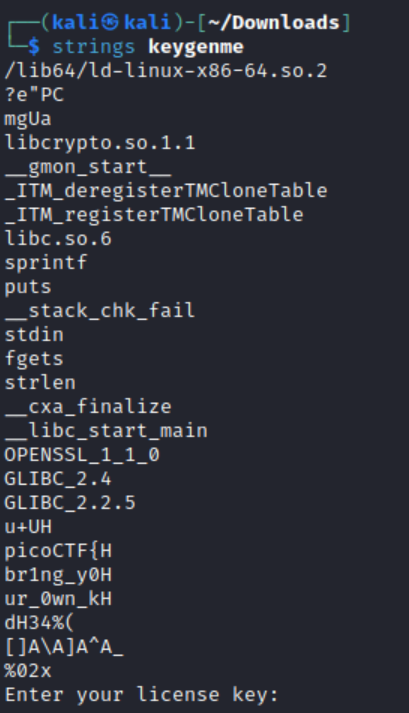 ┌──(kali㉿kali)-[~/Downloads]
└─$ strings keygenme
/lib64/ld-linux-x86-64.so.2
?e"PC
mgUa
libcrypto.so.1.1
__gmon_start__
_ITM_deregisterTMCloneTable
_ITM_registerTMCloneTable
libc.so.6
sprintf
puts
__stack_chk_fail
stdin
fgets
strlen
__cxa_finalize
__libc_start_main
OPENSSL_1_1_0
GLIBC_2.4
GLIBC_2.2.5
u+UH
picoCTF{H
br1ng_y0H
ur_0wn_kH
dH34%(
[]A\A]A^A_
%02x
Enter your license key: